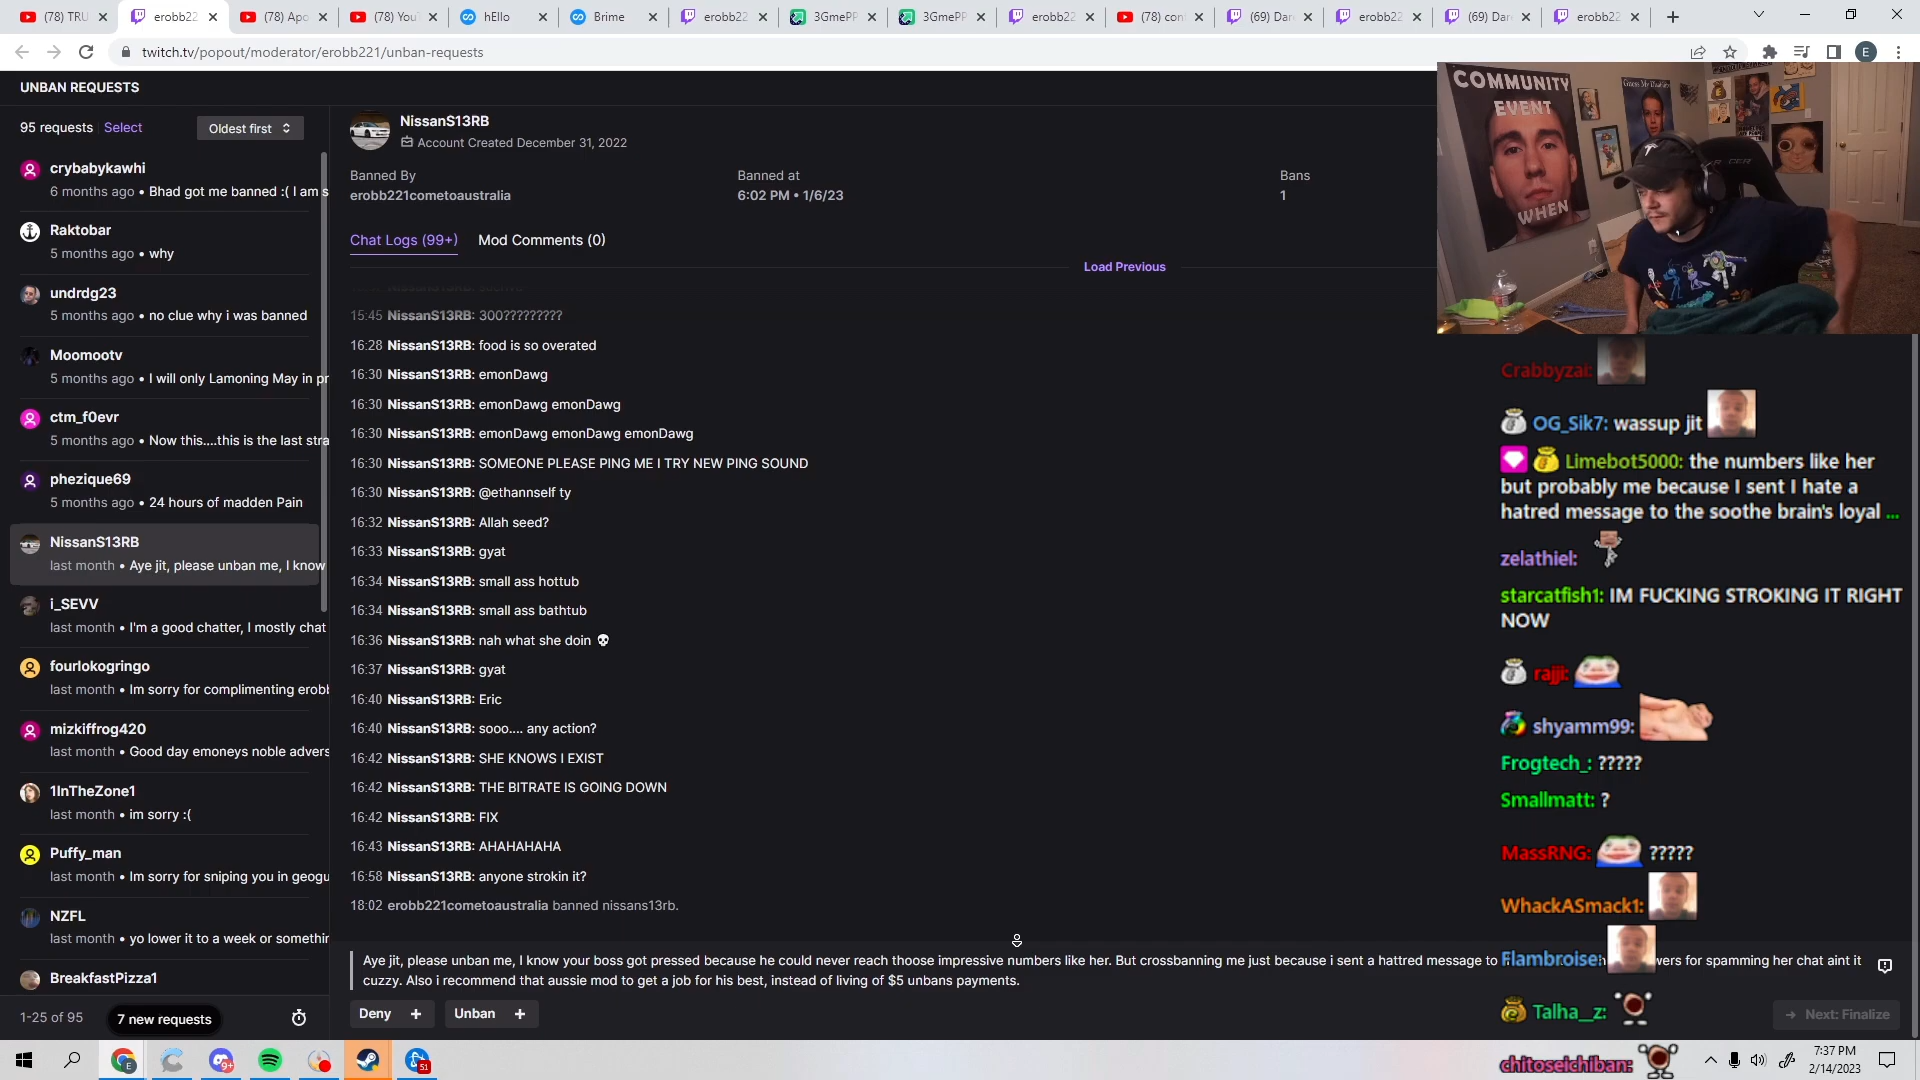 (78) TRU
erobb22
(78) Apo
(78) You
hEllo
Brime
erobb22
3GmePP
3GmePP
erobb22
(78) con
(69) Dar
erobb22
(69) Dar
erobb22
twitch.tv/popout/moderator/erobb221/unban-requests
E
UNBAN REQUESTS
95 requests Select
Oldest first
crybabykawhi
6 months ago • Bhad got me banned :( I am s
Raktobar
5 months ago • why
undrdg23
5 months ago • no clue why i was banned
Moomootv
5 months ago • I will only Lamoning May in pr
ctm_f0evr
5 months ago • Now this....this is the last stra
phezique69
5 months ago • 24 hours of madden Pain
NissanS13RB
last month • Aye jit, please unban me, I know
i_SEVV
last month • I'm a good chatter, I mostly chat
fourlokogringo
last month • Im sorry for complimenting erobb
mizkiffrog420
last month • Good day emoneys noble advers
1InTheZone1
last month • im sorry :(
Puffy_man
last month • Im sorry for sniping you in geogu
NZFL
last month • yo lower it to a week or somethin
BreakfastPizza1
1-25 of 95
7 new requests
NissanS13RB
Account Created December 31, 2022
Banned By
erobb221cometoaustralia
Banned at
6:02 PM • 1/6/23
Bans
1
Chat Logs (99+)
Mod Comments (0)
Load Previous
15:45 NissanS13RB: 300?????????
16:28 NissanS13RB: food is so overated
16:30 NissanS13RB: emonDawg
16:30 NissanS13RB: emonDawg emonDawg
16:30 NissanS13RB: emonDawg emonDawg emonDawg
16:30 NissanS13RB: SOMEONE PLEASE PING ME I TRY NEW PING SOUND
16:30 NissanS13RB: @ethannself ty
16:32 NissanS13RB: Allah seed?
16:33 NissanS13RB: gyat
16:34 NissanS13RB: small ass hottub
16:34 NissanS13RB: small ass bathtub
16:36 NissanS13RB: nah what she doin 💀
16:37 NissanS13RB: gyat
16:40 NissanS13RB: Eric
16:40 NissanS13RB: sooo.... any action?
16:42 NissanS13RB: SHE KNOWS I EXIST
16:42 NissanS13RB: THE BITRATE IS GOING DOWN
16:42 NissanS13RB: FIX
16:43 NissanS13RB: AHAHAHAHA
16:58 NissanS13RB: anyone strokin it?
18:02 erobb221cometoaustralia banned nissans13rb.
Aye jit, please unban me, I know your boss got pressed because he could never reach thoose impressive numbers like her. But crossbanning me just because i sent a hattred message to wers for spamming her chat aint it
cuzzy. Also i recommend that aussie mod to get a job for his best, instead of living of $5 unbans payments.
Deny +
Unban +
Next: Finalize
COMMUNITY
EVENT
WHEN
Crabbyzai:
OG_Sik7: wassup jit
Limebot5000: the numbers like her
but probably me because I sent I hate a
hatred message to the soothe brain's loyal ...
zelathiel:
starcatfish1: IM FUCKING STROKING IT RIGHT
NOW
rajji:
shyamm99:
Frogtech_: ?????
Smallmatt: ?
MassRNG: ?????
WhackASmack1:
Flambroise:
Talha__z:
chitoseichiban:
9+
51
7:37 PM
2/14/2023